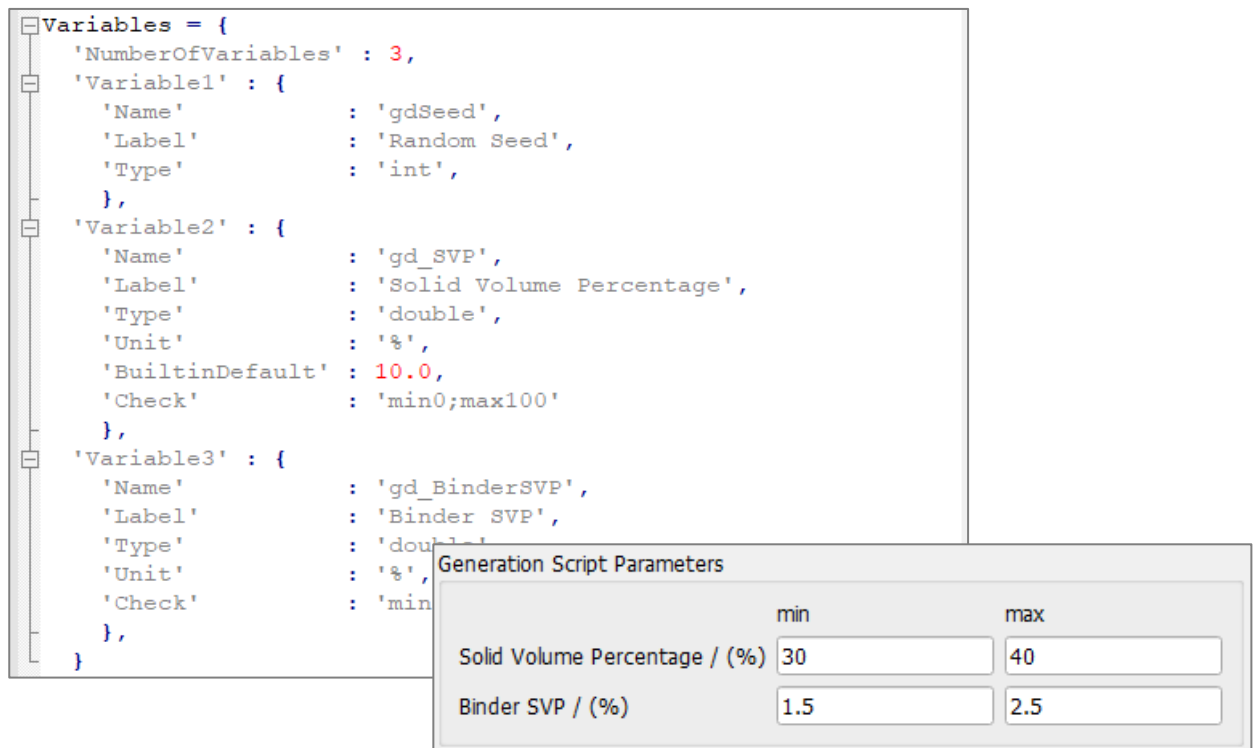 Variables = {
'NumberOfVariables' : 3,
'Variable1' : {
'Name' : 'gdSeed',
'Label' : 'Random Seed',
'Type' : 'int',
},
'Variable2' : {
'Name' : 'gd_SVP',
'Label' : 'Solid Volume Percentage',
'Type' : 'double',
'Unit' : '%',
'BuiltinDefault' : 10.0,
'Check' : 'min0;max100'
},
'Variable3' : {
'Name' : 'gd_BinderSVP',
'Label' : 'Binder SVP',
'Type' :
'Unit' : '%',
'Check' : 'min
},
}
Generation Script Parameters
min max
Solid Volume Percentage / (%) 30 40
Binder SVP / (%) 1.5 2.5